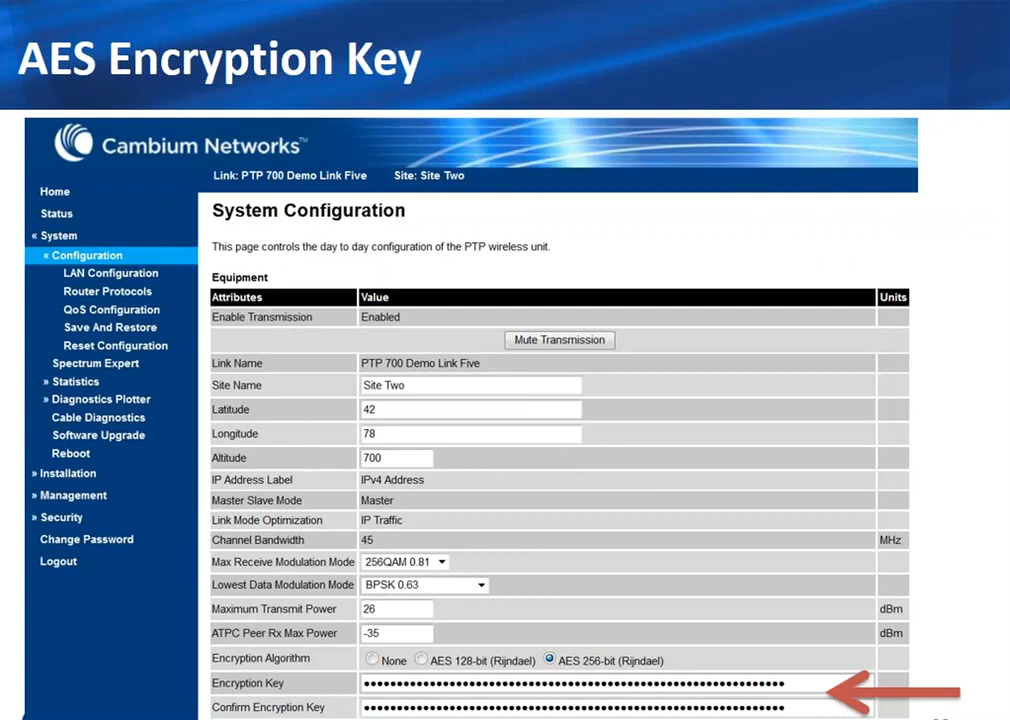 AES Encryption Key
Cambium Networks™
Link: PTP 700 Demo Link Five Site: Site Two
Home
Status
« System
« Configuration
LAN Configuration
Router Protocols
QoS Configuration
Save And Restore
Reset Configuration
Spectrum Expert
» Statistics
» Diagnostics Plotter
Cable Diagnostics
Software Upgrade
Reboot
» Installation
» Management
» Security
Change Password
Logout
System Configuration
This page controls the day to day configuration of the PTP wireless unit.
Equipment
Attributes Value Units
Enable Transmission Enabled
Mute Transmission
Link Name PTP 700 Demo Link Five
Site Name Site Two
Latitude 42
Longitude 78
Altitude 700
IP Address Label IPv4 Address
Master Slave Mode Master
Link Mode Optimization IP Traffic
Channel Bandwidth 45 MHz
Max Receive Modulation Mode 256QAM 0.81
Lowest Data Modulation Mode BPSK 0.63
Maximum Transmit Power 26 dBm
ATPC Peer Rx Max Power -35 dBm
Encryption Algorithm None AES 128-bit (Rijndael) AES 256-bit (Rijndael)
Encryption Key
Confirm Encryption Key